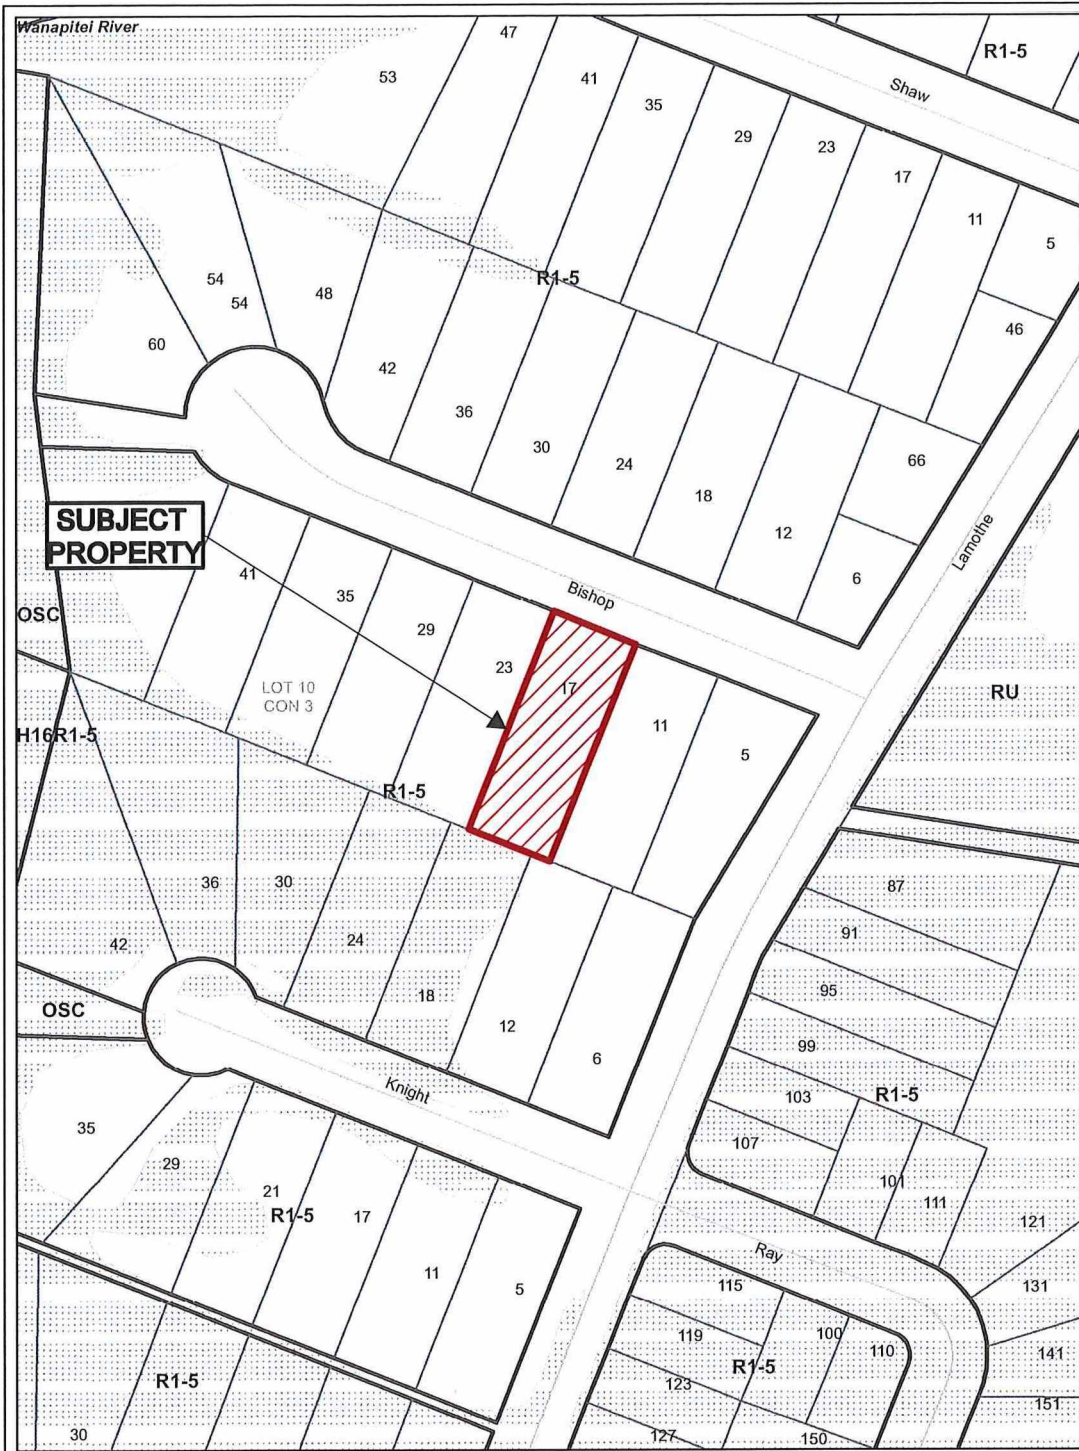 Wanapitei River
47
R1-5
53
41
Shaw
35
29
23
17
11
5
R1-5
54
54
48
46
60
42
36
30
24
66
18
12
Lamothe
6
SUBJECT
PROPERTY
41
Bishop
35
OSC
29
23
17
LOT 10
CON 3
RU
11
H16R1-5
5
R1-5
36
30
87
42
24
91
18
95
OSC
12
99
6
Knight
103
R1-5
35
107
29
101
21
111
R1-5
17
121
Ray
11
115
131
5
119
100
110
141
R1-5
R1-5
123
151
30
127
150